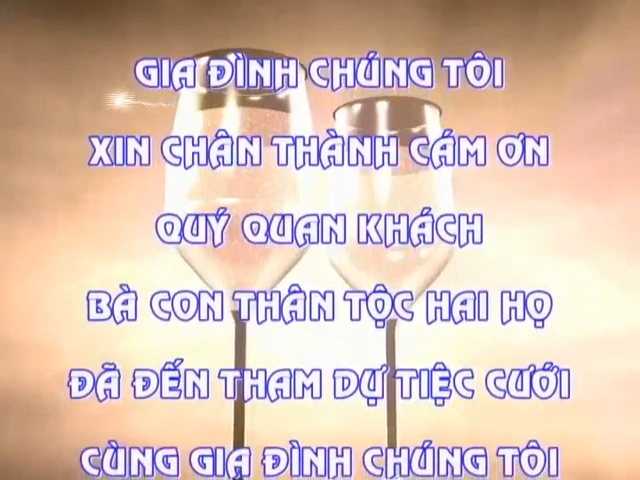 GIA ĐÌNH CHÚNG TÔI
XIN CHÂN THÀNH CÁM ƠN
QUÝ QUAN KHÁCH
BÀ CON THÂN TỘC HAI HỌ
ĐÃ ĐẾN THAM DỰ TIỆC CƯỚI
CÙNG GIA ĐÌNH CHÚNG TÔI